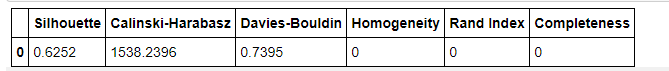 Silhouette Calinski-Harabasz Davies-Bouldin Homogeneity Rand Index Completeness
0 0.6252 1538.2396 0.7395 0 0 0